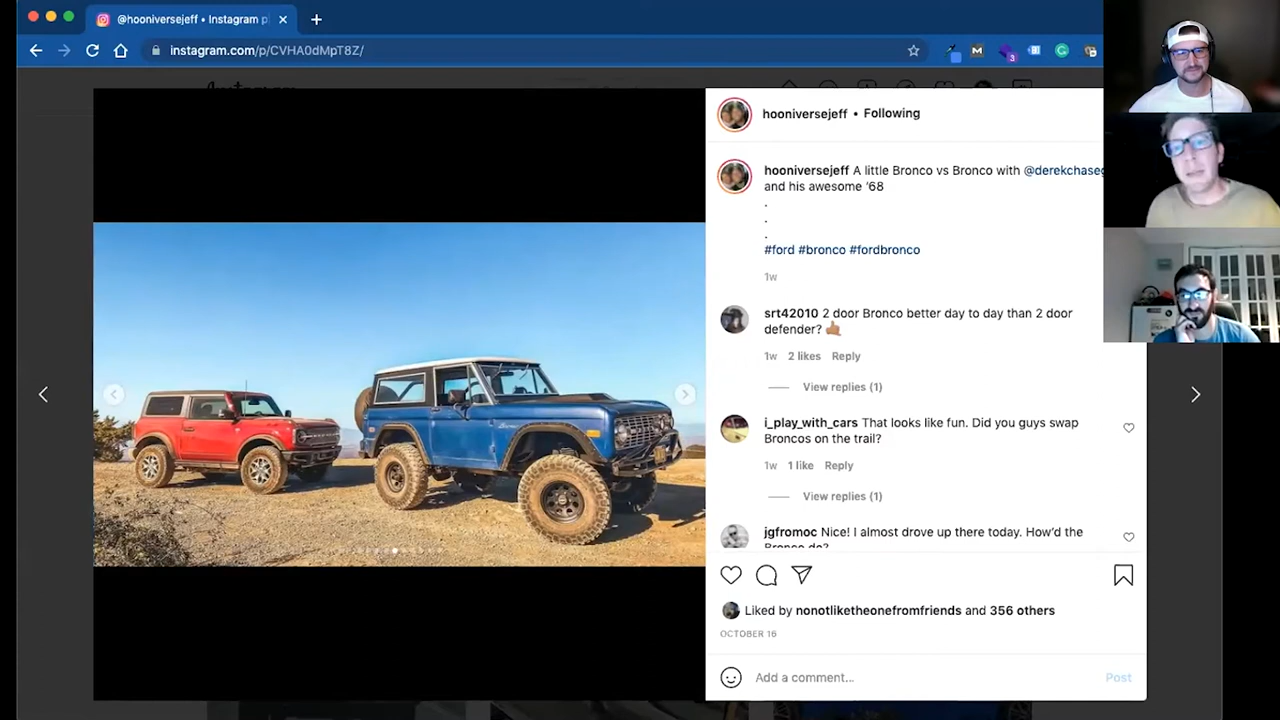 @hooniversejeff • Instagram p
instagram.com/p/CVHA0dMpT8Z/
M
3
hooniversejeff • Following
hooniversejeff A little Bronco vs Bronco with @derekchase
and his awesome '68
.
.
.
#ford #bronco #fordbronco
1w
srt42010 2 door Bronco better day to day than 2 door
defender? 🤙🏽
1w 2 likes Reply
View replies (1)
i_play_with_cars That looks like fun. Did you guys swap
Broncos on the trail?
1w 1 like Reply
View replies (1)
jgfromoc Nice! I almost drove up there today. How'd the
Bronco do?
Liked by nonotliketheonefromfriends and 356 others
OCTOBER 16
Add a comment...
Post